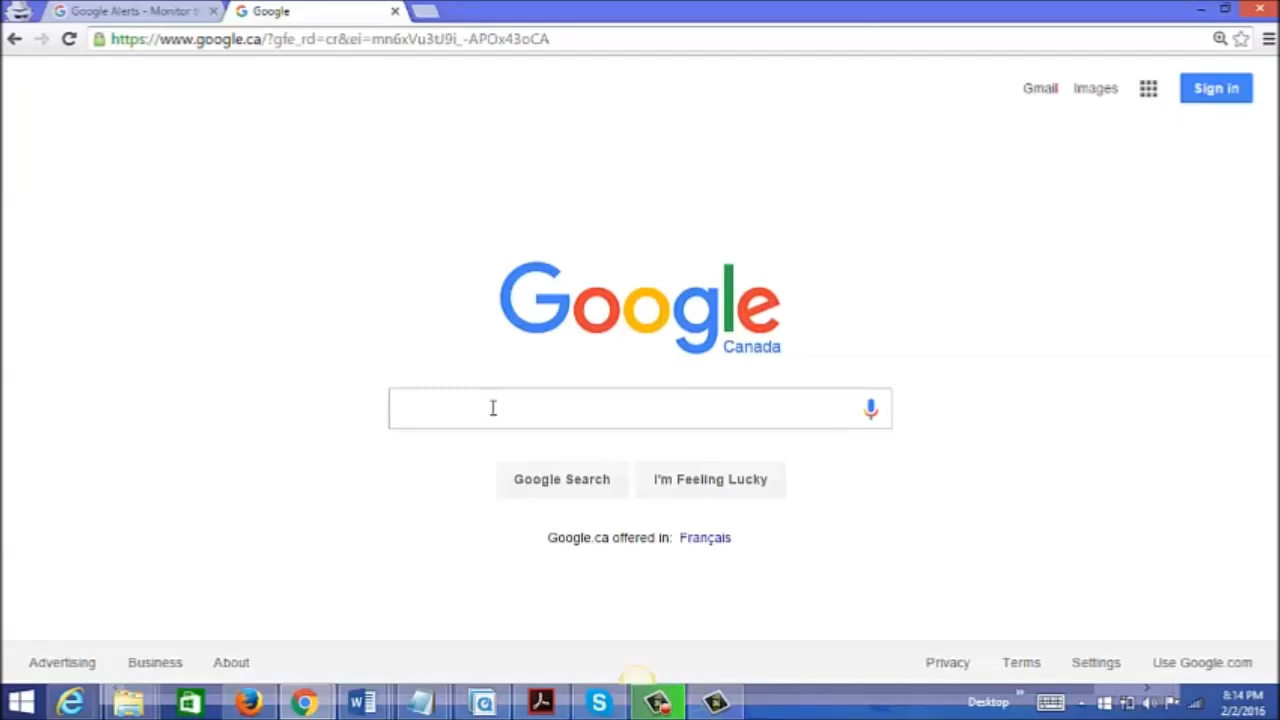 Google Alerts - Monitor t
Google
https://www.google.ca/?gfe_rd=cr&ei=mn6xVu3tJ9i_-APOx43oCA
Gmail Images Sign in
Google
Canada
Google Search I'm Feeling Lucky
Google.ca offered in: Français
Advertising Business About Privacy Terms Settings Use Google.com
Desktop
8:14 PM
2/2/2016